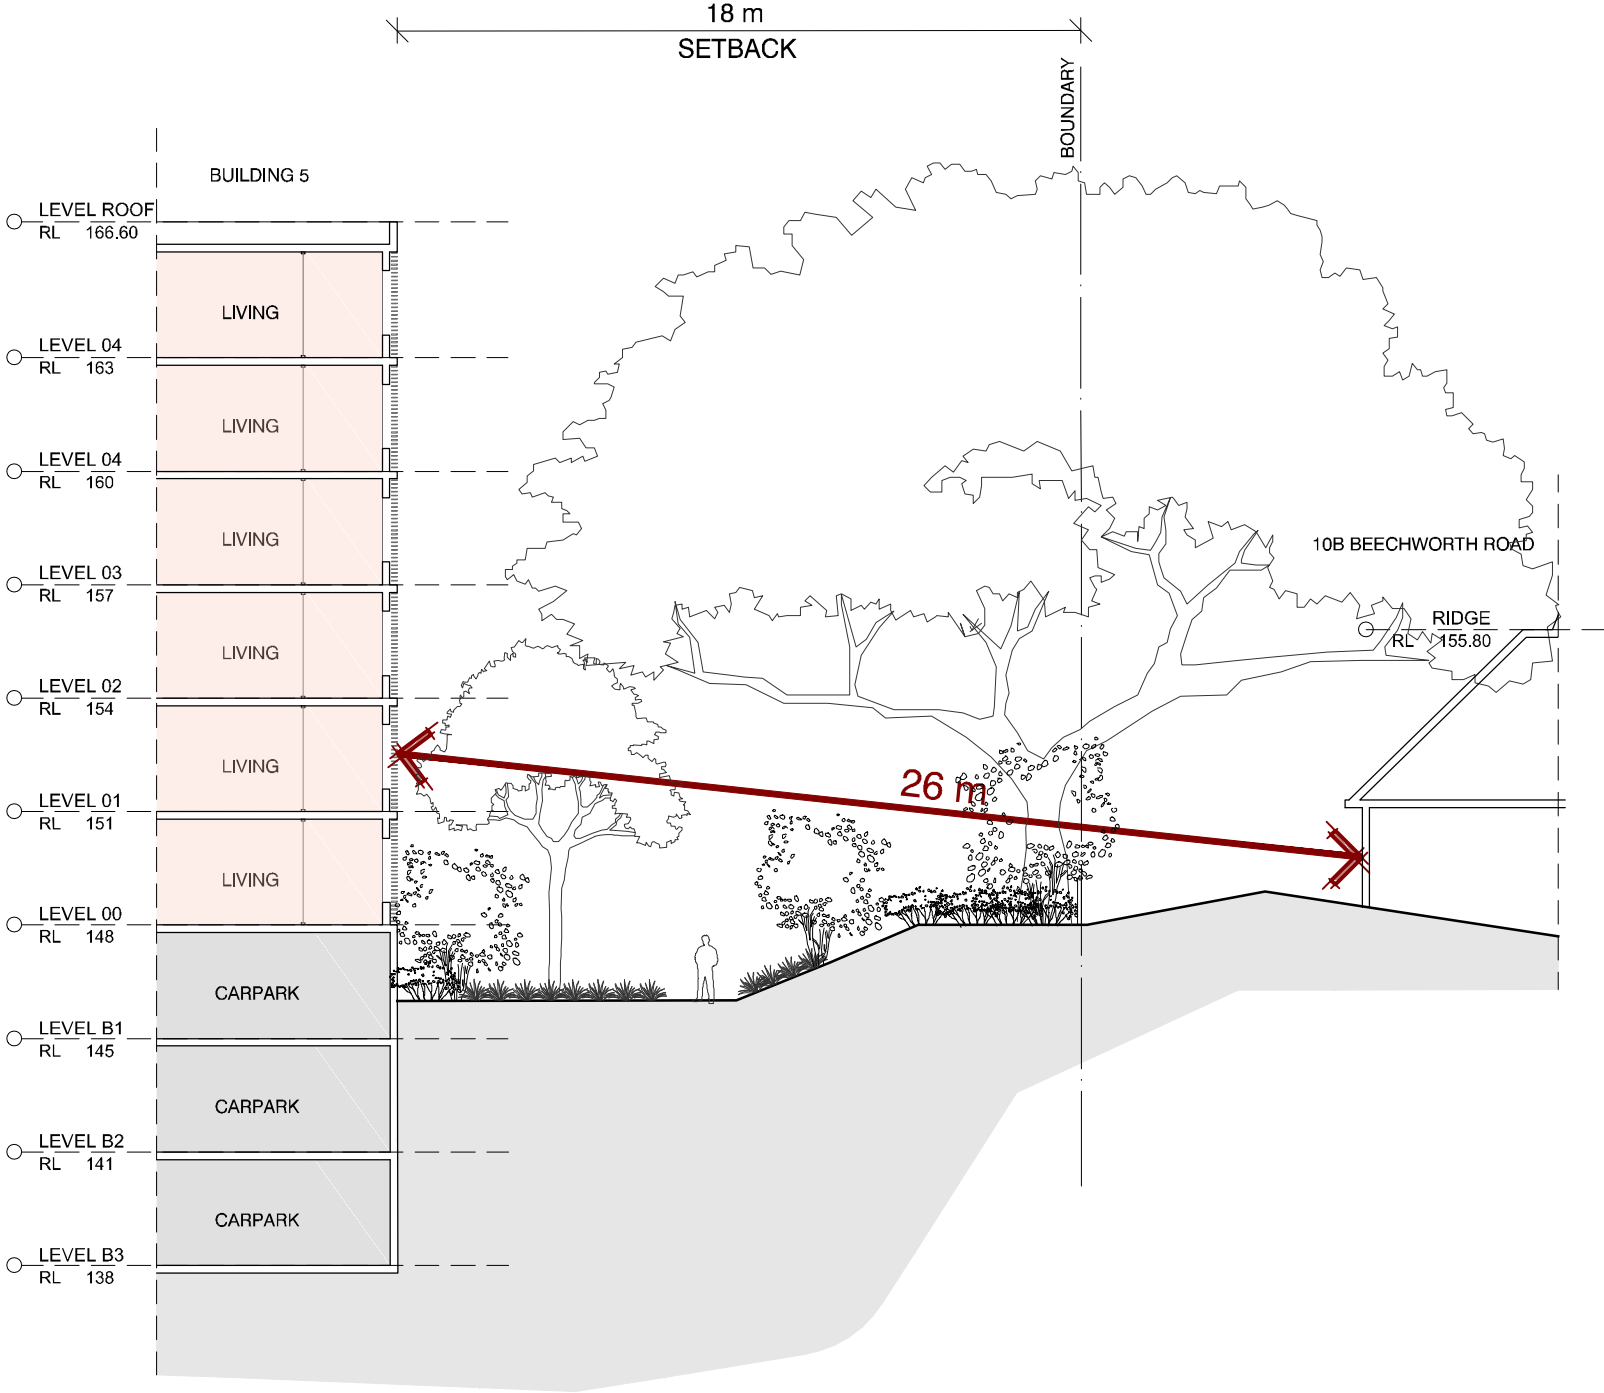 18 m
SETBACK
BOUNDARY
BUILDING 5
LEVEL ROOF
RL 166.60
LIVING
LEVEL 04
RL 163
LIVING
LEVEL 04
RL 160
LIVING
10B BEECHWORTH ROAD
LEVEL 03
RL 157
RIDGE
RL 155.80
LIVING
LEVEL 02
RL 154
LIVING
26 m
LEVEL 01
RL 151
LIVING
LEVEL 00
RL 148
CARPARK
LEVEL B1
RL 145
CARPARK
LEVEL B2
RL 141
CARPARK
LEVEL B3
RL 138